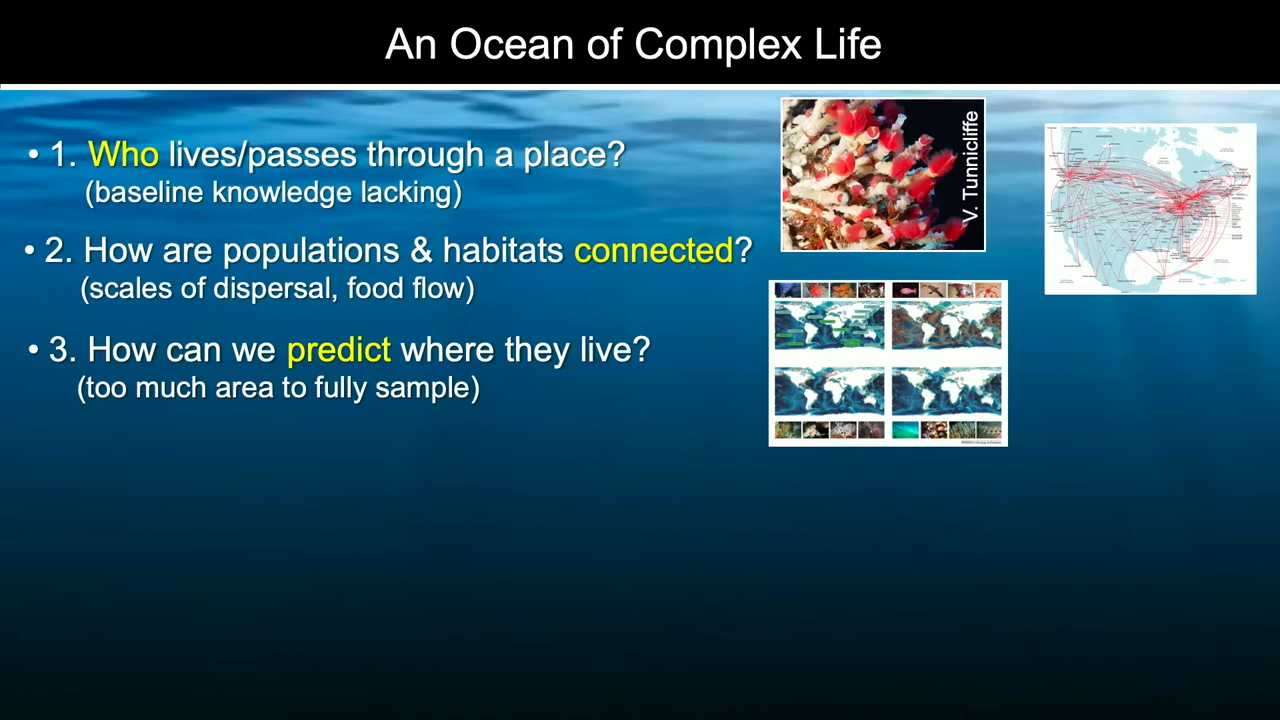 An Ocean of Complex Life
• 1. Who lives/passes through a place?
(baseline knowledge lacking)
• 2. How are populations & habitats connected?
(scales of dispersal, food flow)
• 3. How can we predict where they live?
(too much area to fully sample)
V. Tunnicliffe